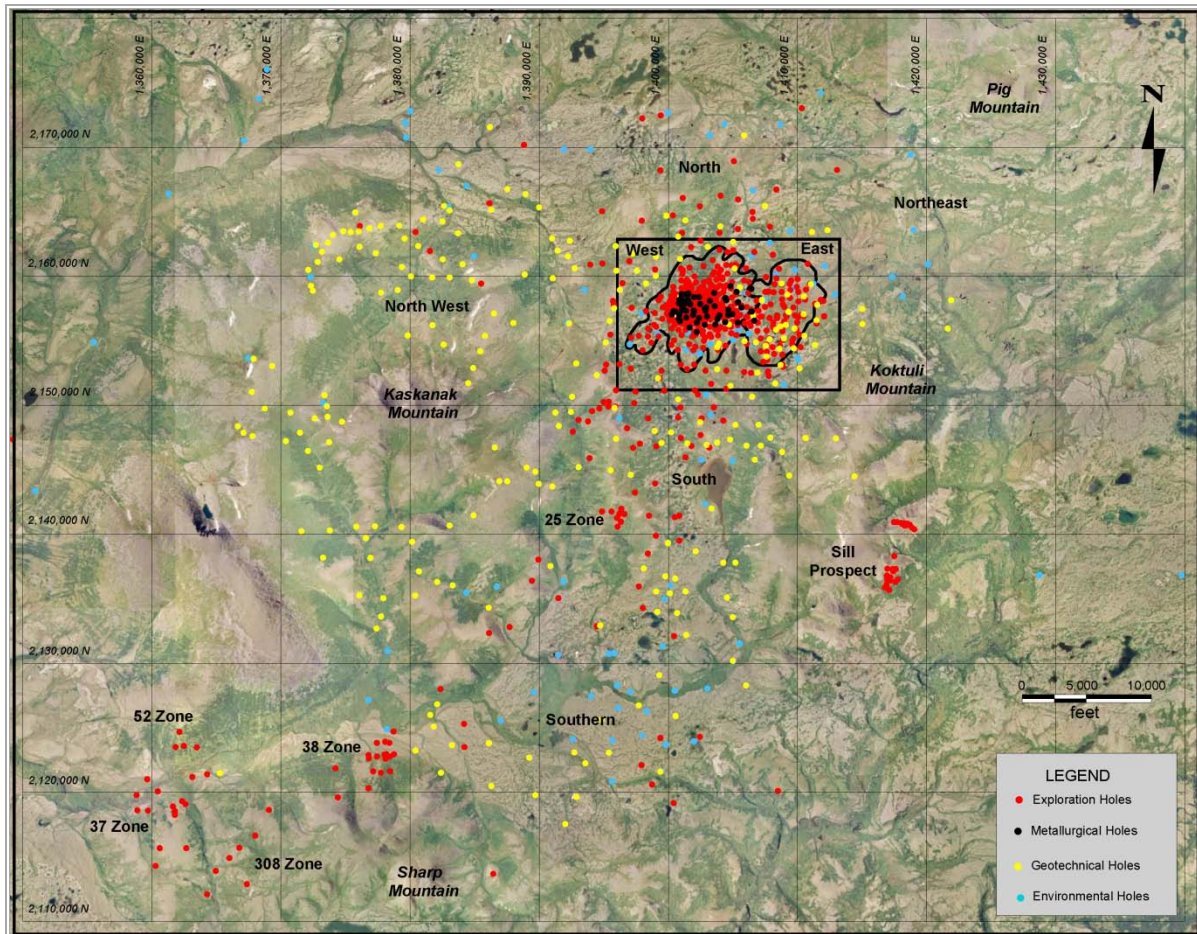 1,360,000 E
1,370,000 E
1,380,000 E
1,390,000 E
1,400,000 E
1,410,000 E
1,420,000 E
1,430,000 E
Pig
Mountain
N
2,170,000 N
North
Northeast
West
East
2,160,000 N
North West
Koktuli
Mountain
2,150,000 N
Kaskanak
Mountain
South
2,140,000 N
25 Zone
Sill
Prospect
2,130,000 N
0 5,000 10,000
feet
52 Zone
Southern
38 Zone
2,120,000 N
37 Zone
308 Zone
Sharp
Mountain
2,110,000 N
LEGEND
Exploration Holes
Metallurgical Holes
Geotechnical Holes
Environmental Holes